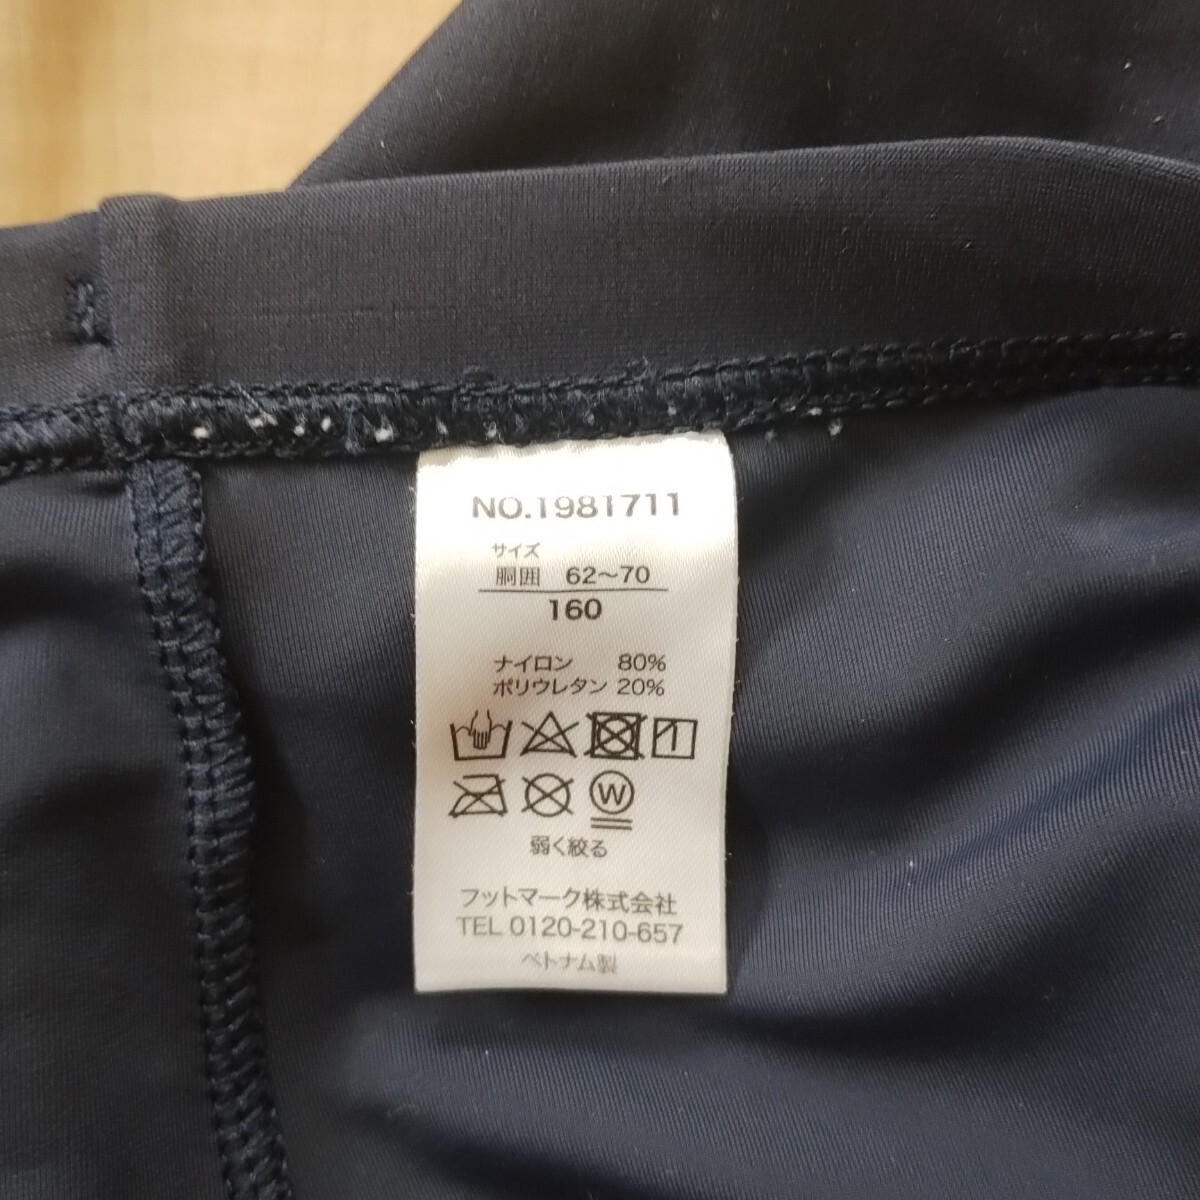 NO.1981711
サイズ
胴囲 62～70
160
ナイロン 80%
ポリウレタン 20%
W
弱く絞る
フットマーク株式会社
TEL 0120-210-657
ベトナム製